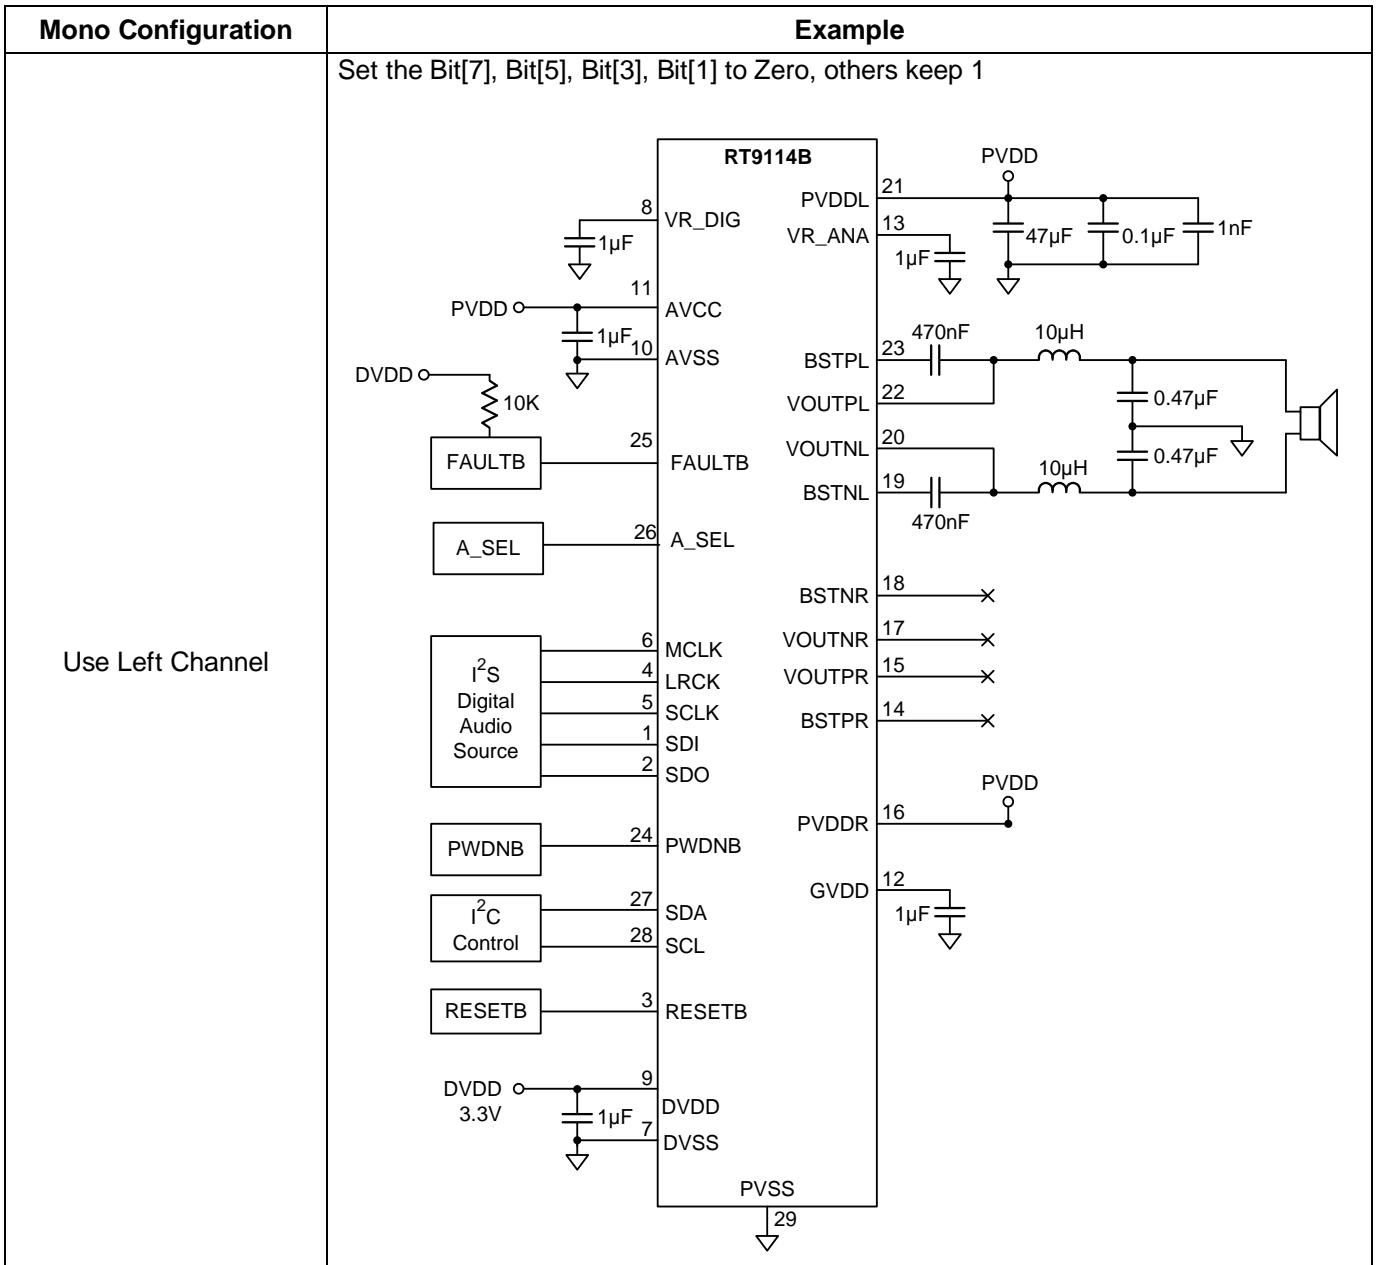 Mono Configuration
Example
Use Left Channel
Set the Bit[7], Bit[5], Bit[3], Bit[1] to Zero, others keep 1
RT9114B
8
VR_DIG
1µF
PVDD
11
AVCC
1µF
10
AVSS
DVDD
10K
FAULTB
25
FAULTB
A_SEL
26
A_SEL
I2S
Digital
Audio
Source
6
MCLK
4
LRCK
5
SCLK
1
SDI
2
SDO
PWDNB
24
PWDNB
I2C
Control
27
SDA
28
SCL
RESETB
3
RESETB
DVDD
3.3V
9
DVDD
1µF
7
DVSS
PVSS
29
PVDD
PVDDL
21
47µF
0.1µF
1nF
VR_ANA
13
1µF
BSTPL
23
470nF
10µH
VOUTPL
22
0.47µF
VOUTNL
20
0.47µF
BSTNL
19
470nF
10µH
BSTNR
18
VOUTNR
17
VOUTPR
15
BSTPR
14
PVDD
PVDDR
16
GVDD
12
1µF